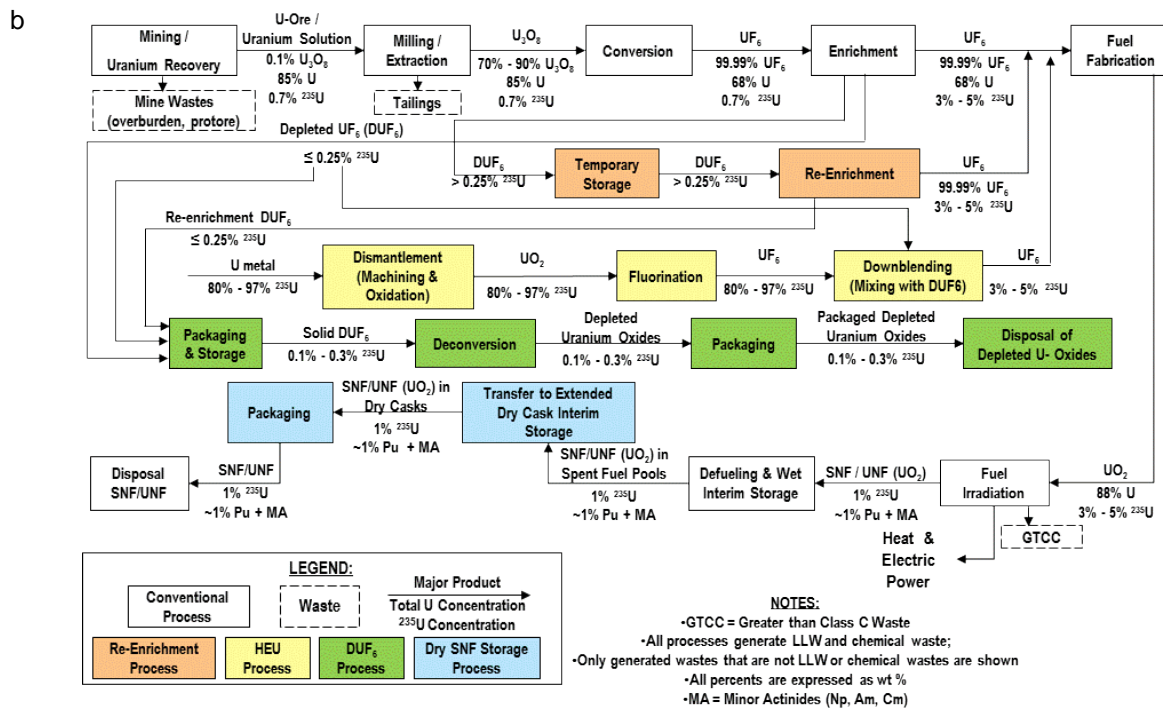 b
Mining /
Uranium Recovery
U-Ore /
Uranium Solution
0.1% U₃O₈
85% U
0.7% ²³⁵U
Milling /
Extraction
U₃O₈
70% - 90% U₃O₈
85% U
0.7% ²³⁵U
Conversion
UF₆
99.99% UF₆
68% U
0.7% ²³⁵U
Enrichment
UF₆
99.99% UF₆
68% U
3% - 5% ²³⁵U
Fuel
Fabrication
Mine Wastes
(overburden, protore)
Tailings
Depleted UF₆ (DUF₆)
≤ 0.25% ²³⁵U
DUF₆
> 0.25% ²³⁵U
Temporary
Storage
DUF₆
> 0.25% ²³⁵U
Re-Enrichment
UF₆
99.99% UF₆
3% - 5% ²³⁵U
Re-enrichment DUF₆
≤ 0.25% ²³⁵U
U metal
80% - 97% ²³⁵U
Dismantlement
(Machining &
Oxidation)
UO₂
80% - 97% ²³⁵U
Fluorination
UF₆
80% - 97% ²³⁵U
Downblending
(Mixing with DUF6)
UF₆
3% - 5% ²³⁵U
Packaging
& Storage
Solid DUF₆
0.1% - 0.3% ²³⁵U
Deconversion
Depleted
Uranium Oxides
0.1% - 0.3% ²³⁵U
Packaging
Packaged Depleted
Uranium Oxides
0.1% - 0.3% ²³⁵U
Disposal of
Depleted U- Oxides
Packaging
SNF/UNF (UO₂) in
Dry Casks
1% ²³⁵U
~1% Pu + MA
Transfer to Extended
Dry Cask Interim
Storage
Disposal
SNF/UNF
SNF/UNF
1% ²³⁵U
~1% Pu + MA
SNF/UNF (UO₂) in
Spent Fuel Pools
1% ²³⁵U
~1% Pu + MA
Defueling & Wet
Interim Storage
SNF / UNF (UO₂)
1% ²³⁵U
~1% Pu + MA
Fuel
Irradiation
UO₂
88% U
3% - 5% ²³⁵U
GTCC
Heat &
Electric
Power
LEGEND:
Conventional
Process
Waste
Major Product
Total U Concentration
²³⁵U Concentration
Re-Enrichment
Process
HEU
Process
DUF₆
Process
Dry SNF Storage
Process
NOTES:
•GTCC = Greater than Class C Waste
•All processes generate LLW and chemical waste;
•Only generated wastes that are not LLW or chemical wastes are shown
•All percents are expressed as wt %
•MA = Minor Actinides (Np, Am, Cm)